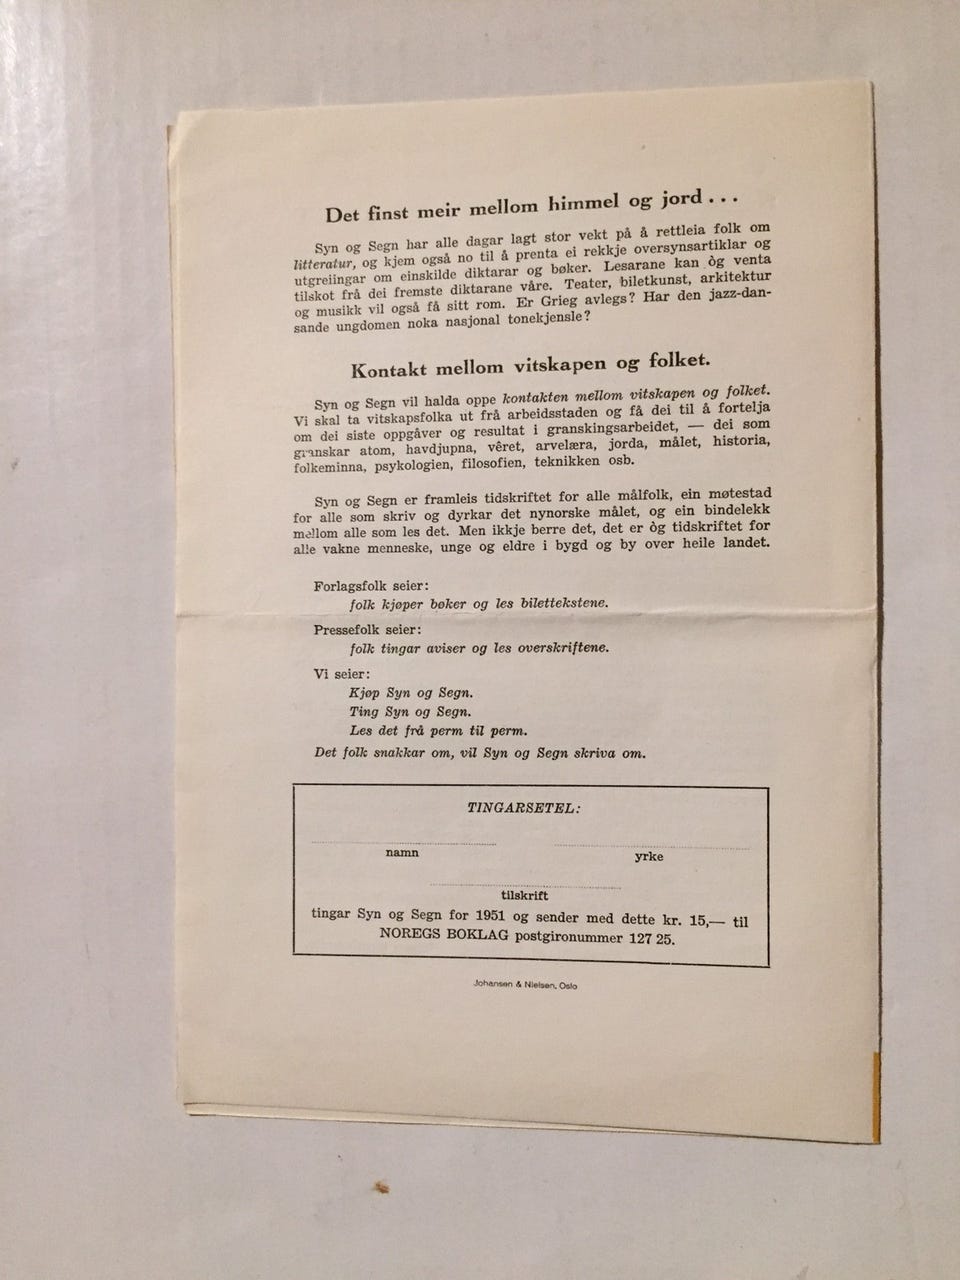 Det finst meir mellom himmel og jord . . .
Syn og Segn har alle dagar lagt stor vekt på å rettleia folk om
litteratur, og kjem også no til å prenta ei rekkje oversynsartiklar og
utgreiingar om einskilde diktarar og bøker. Lesarane kan òg venta
tilskot frå dei fremste diktarane våre. Teater, biletkunst, arkitektur
og musikk vil også få sitt rom. Er Grieg avlegs? Har den jazz-dan-
sande ungdomen noka nasjonal tonekjensle?
Kontakt mellom vitskapen og folket.
Syn og Segn vil halda oppe kontakten mellom vitskapen og folket.
Vi skal ta vitskapsfolka ut frå arbeidsstaden og få dei til å fortelja
om dei siste oppgåver og resultat i granskingsarbeidet, — dei som
granskar atom, havdjupna, vêret, arvelæra, jorda, målet, historia,
folkeminna, psykologien, filosofien, teknikken osb.
Syn og Segn er framleis tidskriftet for alle målfolk, ein møtestad
for alle som skriv og dyrkar det nynorske målet, og ein bindelekk
mellom alle som les det. Men ikkje berre det, det er òg tidskriftet for
alle vakne menneske, unge og eldre i bygd og by over heile landet.
Forlagsfolk seier:
folk kjøper bøker og les bilettekstene.
Pressefolk seier:
folk tingar aviser og les overskriftene.
Vi seier:
Kjøp Syn og Segn.
Ting Syn og Segn.
Les det frå perm til perm.
Det folk snakkar om, vil Syn og Segn skriva om.
TINGARSETEL:
namn yrke
tilskrift
tingar Syn og Segn for 1951 og sender med dette kr. 15,— til
NOREGS BOKLAG postgironummer 127 25.
Johansen & Nielsen, Oslo